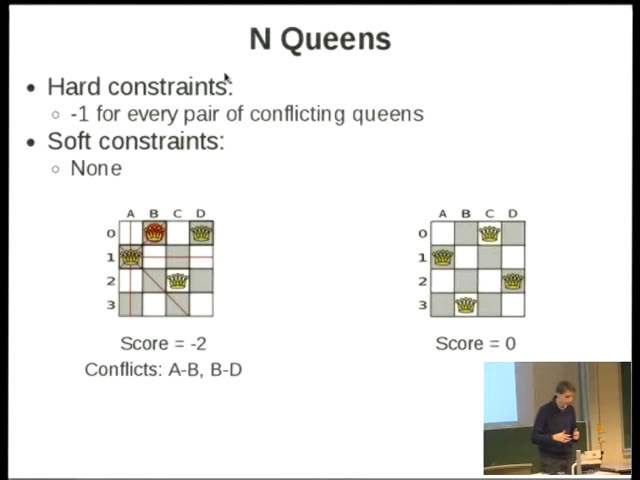 N Queens
Hard constraints:
-1 for every pair of conflicting queens
Soft constraints:
None
A B C D
0
1
2
3
Score = -2
Conflicts: A-B, B-D
A B C D
0
1
2
3
Score = 0